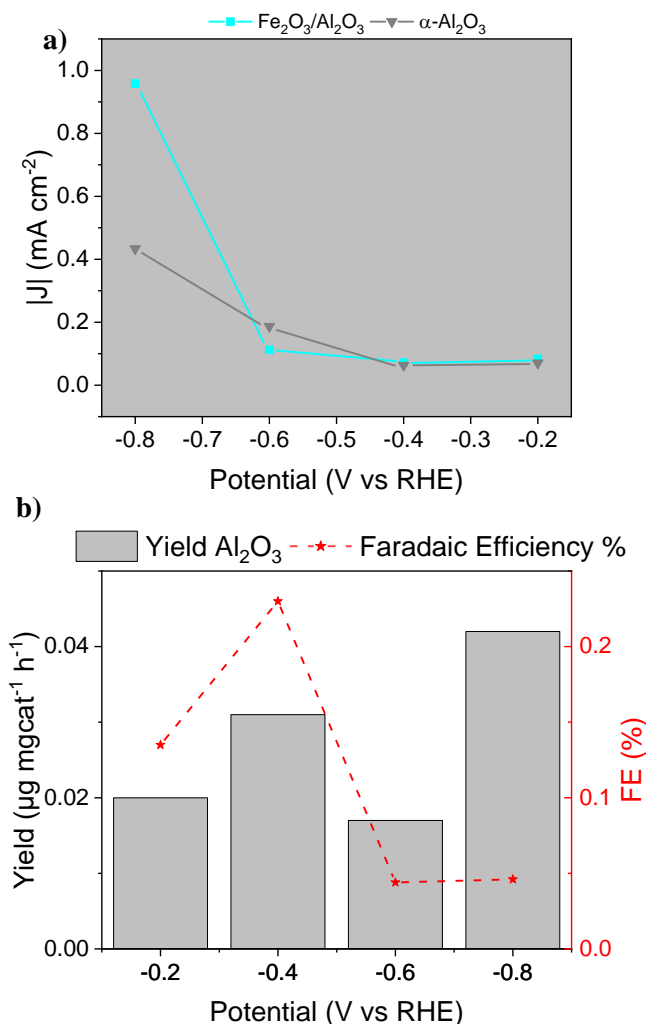 a)
Fe₂O₃/Al₂O₃ α-Al₂O₃
1.0
0.8
0.6
0.4
0.2
0.0
|J| (mA cm⁻²)
-0.8 -0.7 -0.6 -0.5 -0.4 -0.3 -0.2
Potential (V vs RHE)
b)
Yield Al₂O₃ Faradaic Efficiency %
0.04
0.02
0.00
Yield (µg mgcat⁻¹ h⁻¹)
0.2
0.1
0.0
FE (%)
-0.2 -0.4 -0.6 -0.8
Potential (V vs RHE)